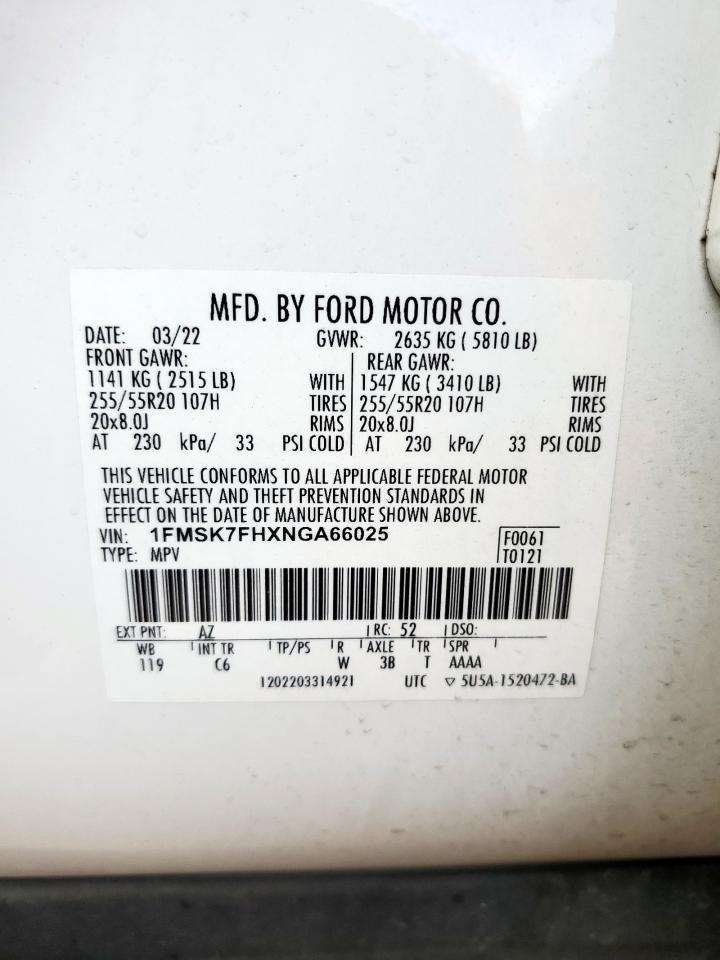 MFD. BY FORD MOTOR CO.
DATE: 03/22 GVWR: 2635 KG ( 5810 LB)
FRONT GAWR: REAR GAWR:
1141 KG ( 2515 LB) WITH 1547 KG ( 3410 LB) WITH
255/55R20 107H TIRES 255/55R20 107H TIRES
20x8.0J RIMS 20x8.0J RIMS
AT 230 kPa/ 33 PSI COLD AT 230 kPa/ 33 PSI COLD
THIS VEHICLE CONFORMS TO ALL APPLICABLE FEDERAL MOTOR
VEHICLE SAFETY AND THEFT PREVENTION STANDARDS IN
EFFECT ON THE DATE OF MANUFACTURE SHOWN ABOVE.
VIN: 1FMSK7FHXNGA66025 F0061
TYPE: MPV T0121
EXT PNT: AZ RC: 52 DSO:
WB INT TR TP/PS R AXLE TR SPR
119 C6 W 3B T AAAA
1202203314921 UTC ▽ 5U5A-1520472-BA